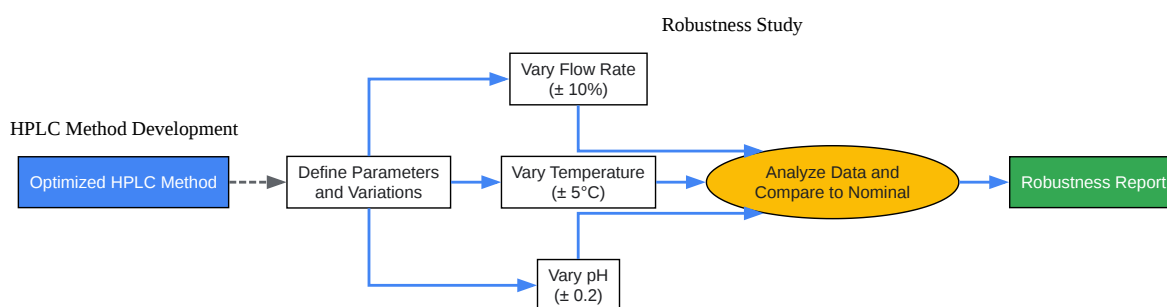 Robustness Study
HPLC Method Development
Optimized HPLC Method
Define Parameters
and Variations
Vary Flow Rate
(± 10%)
Vary Temperature
(± 5°C)
Vary pH
(± 0.2)
Analyze Data and
Compare to Nominal
Robustness Report